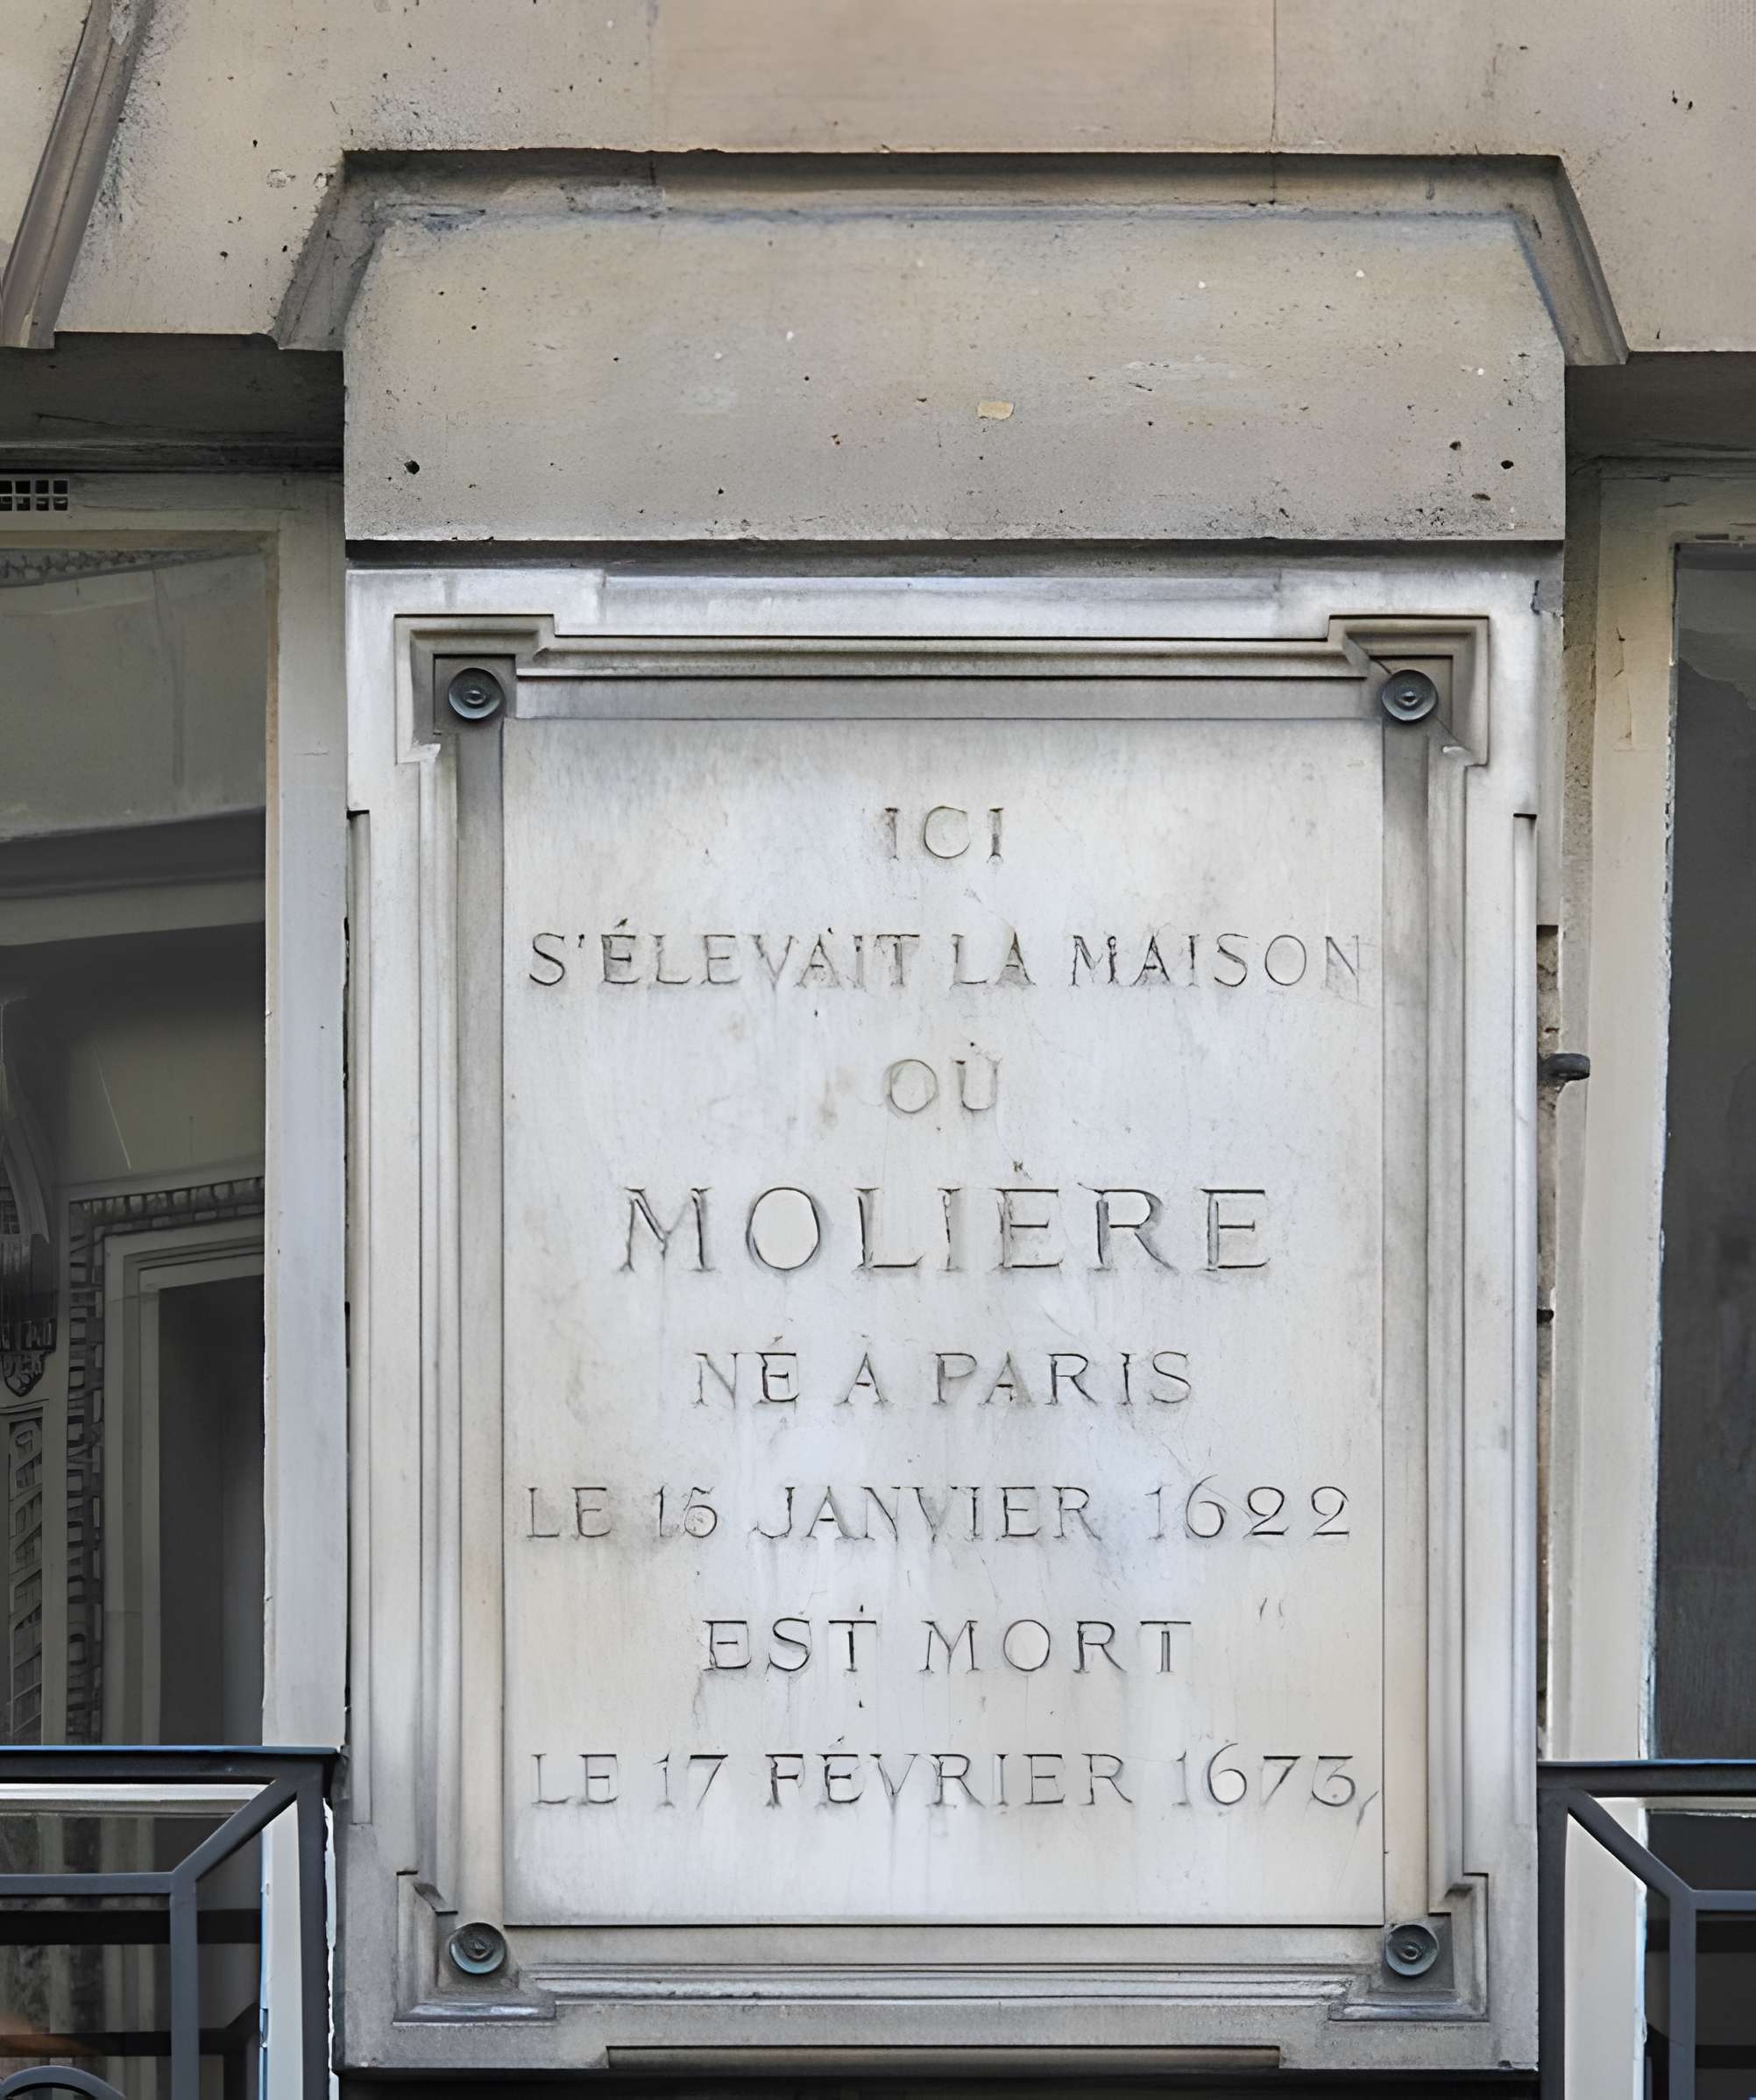 ICI
S'ÉLEVAIT LA MAISON
OÙ
MOLIÈRE
NÉ A PARIS
LE 15 JANVIER 1622
EST MORT
LE 17 FÉVRIER 1673,